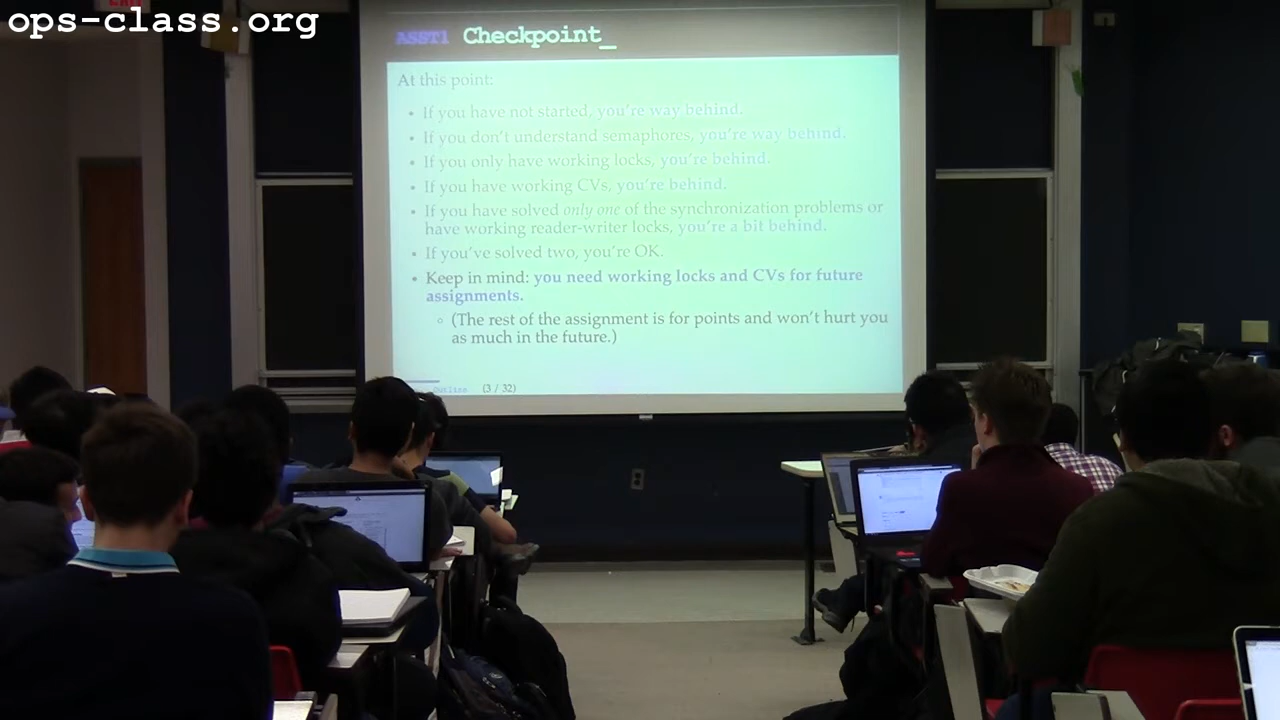 ops-class.org
ASST1 Checkpoint_
At this point:
• If you have not started, you're way behind.
• If you don't understand semaphores, you're way behind.
• If you only have working locks, you're behind.
• If you have working CVs, you're behind.
• If you have solved only one of the synchronization problems or
have working reader-writer locks, you're a bit behind.
• If you've solved two, you're OK.
• Keep in mind: you need working locks and CVs for future
assignments.
◦ (The rest of the assignment is for points and won't hurt you
as much in the future.)
Outline (3 / 32)